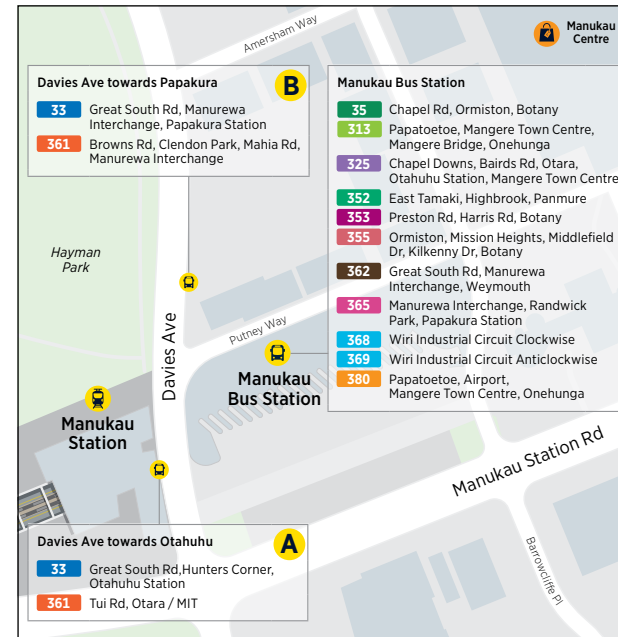 Amersham Way
Manukau
Centre
Davies Ave towards Papakura
B
33 Great South Rd, Manurewa
Interchange, Papakura Station
361 Browns Rd, Clendon Park, Mahia Rd,
Manurewa Interchange
Manukau Bus Station
35 Chapel Rd, Ormiston, Botany
313 Papatoetoe, Mangere Town Centre,
Mangere Bridge, Onehunga
325 Chapel Downs, Bairds Rd, Otara,
Otahuhu Station, Mangere Town Centre
352 East Tamaki, Highbrook, Panmure
353 Preston Rd, Harris Rd, Botany
355 Ormiston, Mission Heights, Middlefield
Dr, Kilkenny Dr, Botany
362 Great South Rd, Manurewa
Interchange, Weymouth
365 Manurewa Interchange, Randwick
Park, Papakura Station
368 Wiri Industrial Circuit Clockwise
369 Wiri Industrial Circuit Anticlockwise
380 Papatoetoe, Airport,
Mangere Town Centre, Onehunga
Hayman
Park
Davies Ave
Putney Way
Manukau
Bus Station
Manukau
Station
Manukau Station Rd
Barrowcliffe Pl
Davies Ave towards Otahuhu
A
33 Great South Rd,Hunters Corner,
Otahuhu Station
361 Tui Rd, Otara / MIT